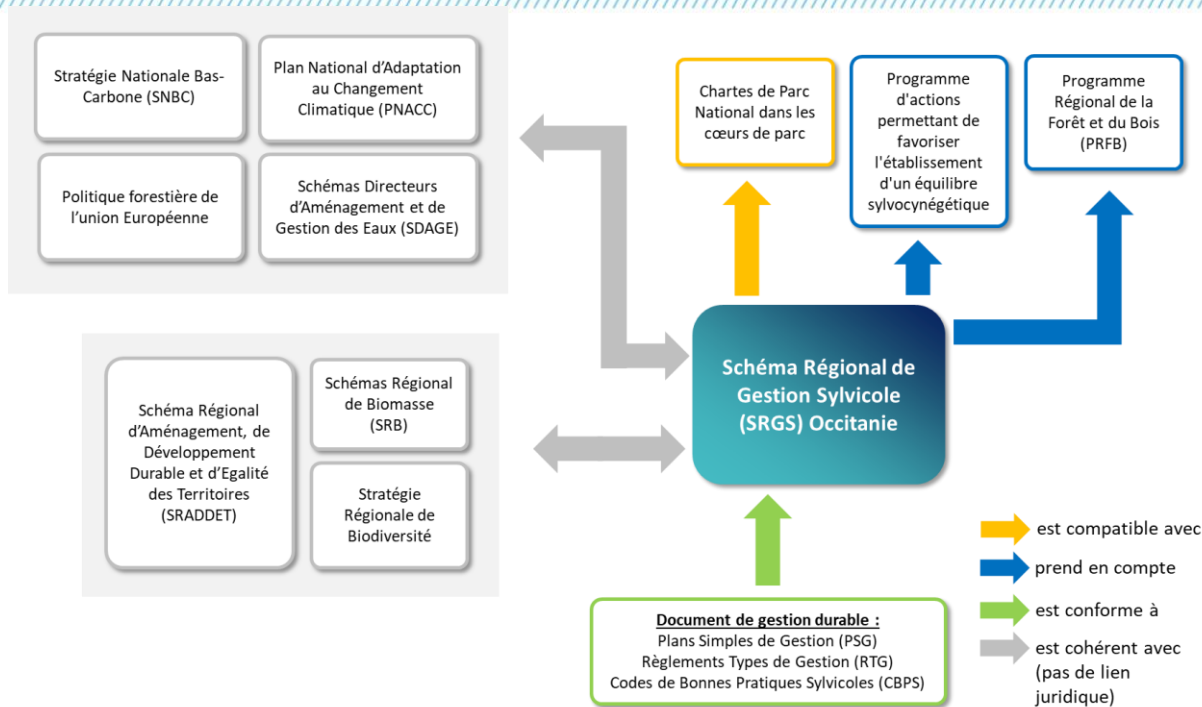 Stratégie Nationale Bas-
Carbone (SNBC)
Plan National d'Adaptation
au Changement
Climatique (PNACC)
Politique forestière de
l'union Européenne
Schémas Directeurs
d'Aménagement et de
Gestion des Eaux (SDAGE)
Chartes de Parc
National dans les
cœurs de parc
Programme
d'actions
permettant de
favoriser
l'établissement
d'un équilibre
sylvocynégétique
Programme
Régional de la
Forêt et du Bois
(PRFB)
Schéma Régional
d'Aménagement, de
Développement
Durable et d'Egalité
des Territoires
(SRADDET)
Schémas Régional
de Biomasse
(SRB)
Stratégie
Régionale de
Biodiversité
Schéma Régional de
Gestion Sylvicole
(SRGS) Occitanie
Document de gestion durable :
Plans Simples de Gestion (PSG)
Règlements Types de Gestion (RTG)
Codes de Bonnes Pratiques Sylvicoles (CBPS)
est compatible avec
prend en compte
est conforme à
est cohérent avec
(pas de lien
juridique)